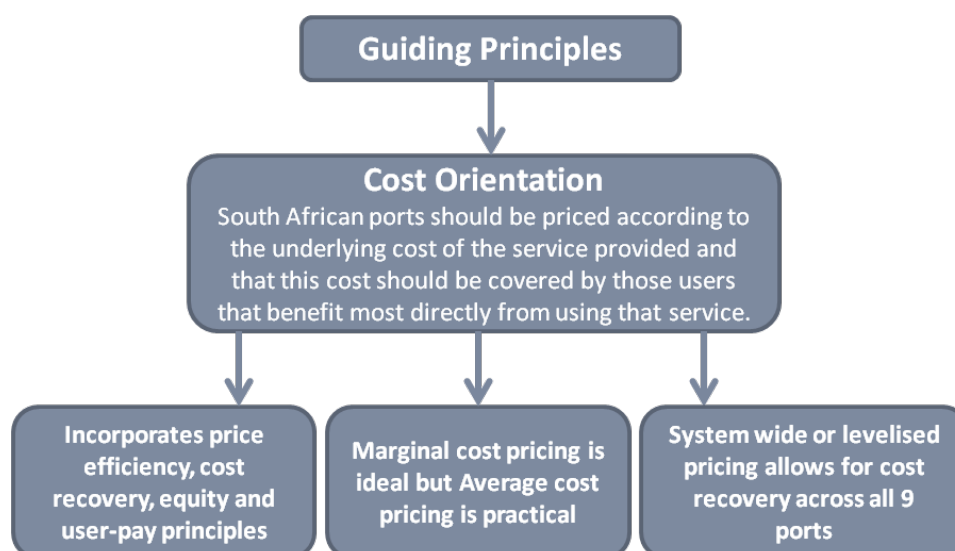 Guiding Principles
Cost Orientation
South African ports should be priced according to
the underlying cost of the service provided and
that this cost should be covered by those users
that benefit most directly from using that service.
Incorporates price
efficiency, cost
recovery, equity and
user-pay principles
Marginal cost pricing is
ideal but Average cost
pricing is practical
System wide or levelised
pricing allows for cost
recovery across all 9
ports